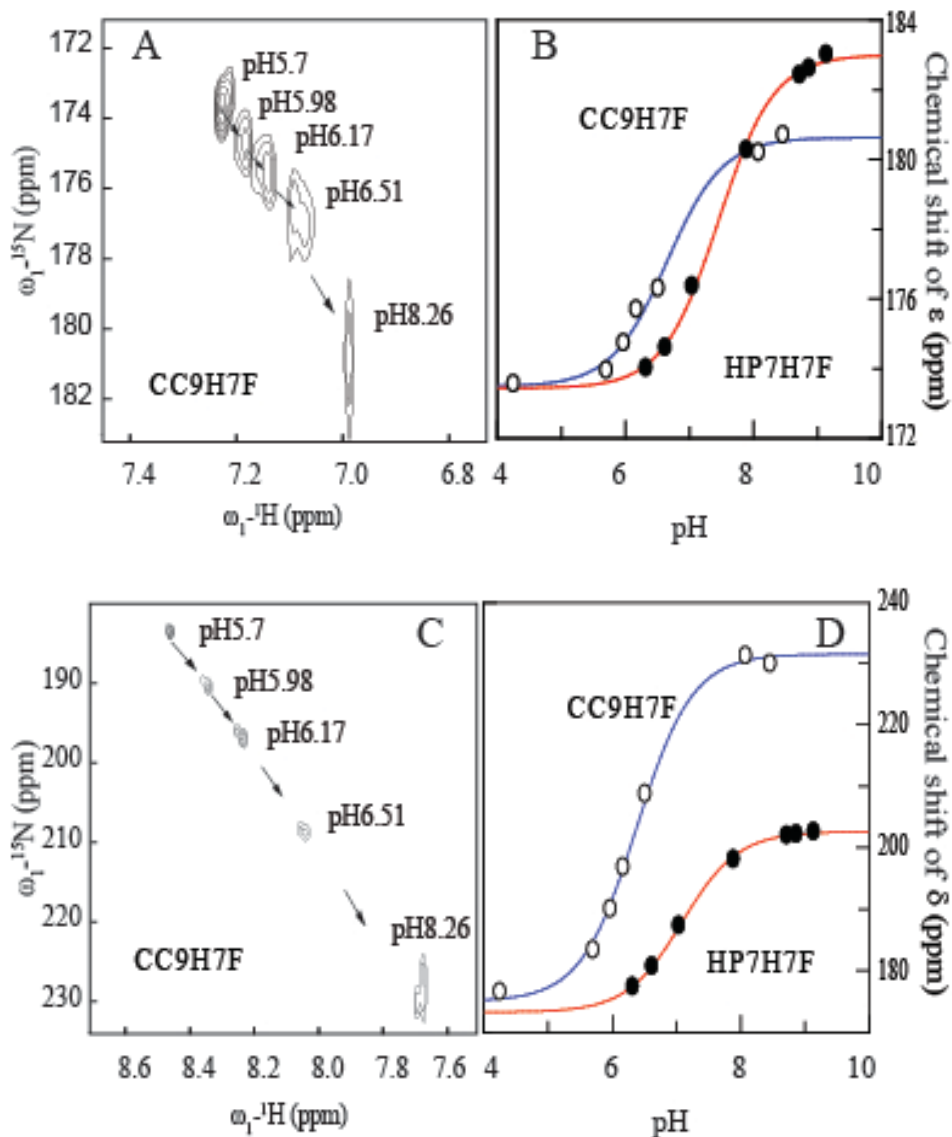 A
172
174
176
178
180
182
pH5.7
pH5.98
pH6.17
pH6.51
pH8.26
CC9H7F
7.4
7.2
7.0
6.8
ω₁-¹⁵N (ppm)
ω₁-¹H (ppm)
B
CC9H7F
HP7H7F
184
180
176
172
4
6
8
10
pH
Chemical shift of ε (ppm)
C
190
200
210
220
230
pH5.7
pH5.98
pH6.17
pH6.51
pH8.26
CC9H7F
8.6
8.4
8.2
8.0
7.8
7.6
ω₁-¹⁵N (ppm)
ω₁-¹H (ppm)
D
CC9H7F
HP7H7F
240
220
202
180
4
6
8
10
pH
Chemical shift of δ (ppm)